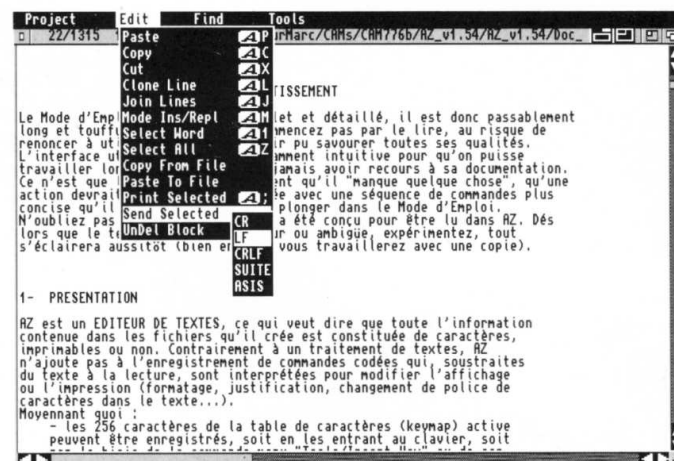 Project Edit Find Tools
22/1315 urMarc/CAMs/CAM776b/AZ_v1.54/AZ_v1.54/Doc_
Paste A P
Copy A C
Cut A X
Clone Line A L
Join Lines A J
Mode Ins/Repl A M
Select Word A 1
Select All A Z
Copy From File
Paste To File
Print Selected A ;
Send Selected
UnDel Block
CR
LF
CRLF
SUITE
ASIS
TISSEMENT
Le Mode d'Empl let et détaillé, il est donc passablement
long et touffu mencez pas par le lire, au risque de
renoncer à ut ir pu savourer toutes ses qualités.
L'interface ut amment intuitive pour qu'on puisse
travailler lor jamais avoir recours à sa documentation.
Ce n'est que ent qu'il "manque quelque chose", qu'une
action devrait ée avec une séquence de commandes plus
concise qu'il plonger dans le Mode d'Emploi.
N'oubliez pas a été conçu pour être lu dans AZ. Dés
lors que le te ur ou ambigüe, expérimentez, tout
s'éclairera aussitôt (bien en vous travaillerez avec une copie).
1- PRESENTATION
AZ est un EDITEUR DE TEXTES, ce qui veut dire que toute l'information
contenue dans les fichiers qu'il crée est constituée de caractères,
imprimables ou non. Contrairement à un traitement de textes, AZ
n'ajoute pas à l'enregistrement de commandes codées qui, soustraites
du texte à la lecture, sont interprétées pour modifier l'affichage
ou l'impression (formatage, justification, changement de police de
caractères dans le texte...).
Moyennant quoi :
- les 256 caractères de la table de caractères (keymap) active
peuvent être enregistrés, soit en les entrant au clavier, soit